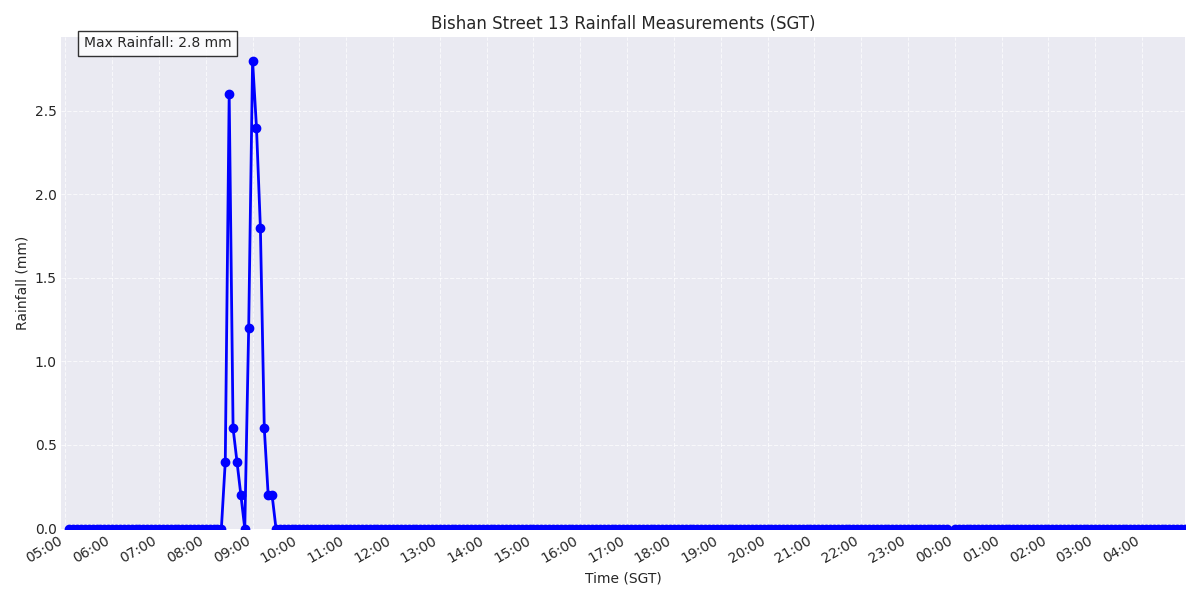 Bishan Street 13 Rainfall Measurements (SGT)
Max Rainfall: 2.8 mm
Rainfall (mm)
2.5
2.0
1.5
1.0
0.5
0.0
05:00 06:00 07:00 08:00 09:00 10:00 11:00 12:00 13:00 14:00 15:00 16:00 17:00 18:00 19:00 20:00 21:00 22:00 23:00 00:00 01:00 02:00 03:00 04:00
Time (SGT)